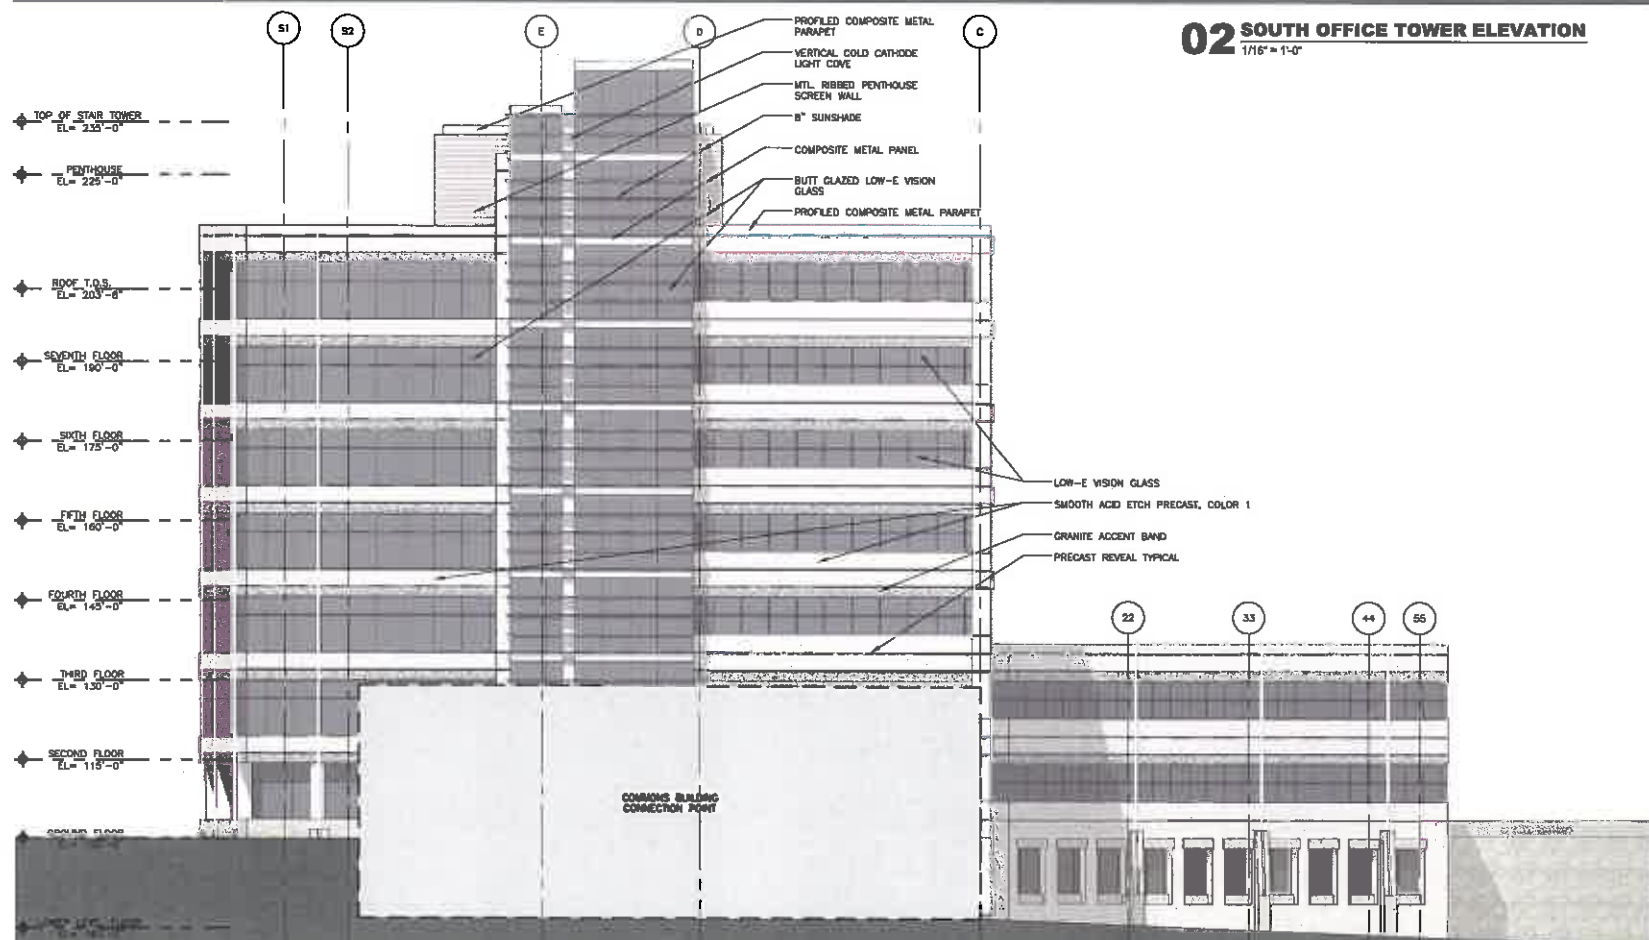 S1
S2
E
D
C
PROFILED COMPOSITE METAL
PARAPET
VERTICAL COLD CATHODE
LIGHT COVE
MTL. RIBBED PENTHOUSE
SCREEN WALL
8" SUNSHADE
COMPOSITE METAL PANEL
BUTT GLAZED LOW-E VISION
GLASS
PROFILED COMPOSITE METAL PARAPET
02 SOUTH OFFICE TOWER ELEVATION
1/16" = 1'-0"
TOP OF STAIR TOWER
EL= 235'-0"
PENTHOUSE
EL= 225'-0"
ROOF T.O.S.
EL= 203'-6"
SEVENTH FLOOR
EL= 190'-0"
SIXTH FLOOR
EL= 175'-0"
FIFTH FLOOR
EL= 160'-0"
FOURTH FLOOR
EL= 145'-0"
THIRD FLOOR
EL= 130'-0"
SECOND FLOOR
EL= 115'-0"
GROUND FLOOR
LOW-E VISION GLASS
SMOOTH ACID ETCH PRECAST, COLOR 1
GRANITE ACCENT BAND
PRECAST REVEAL TYPICAL
22
33
44
55
COMMONS BUILDING
CONNECTION POINT